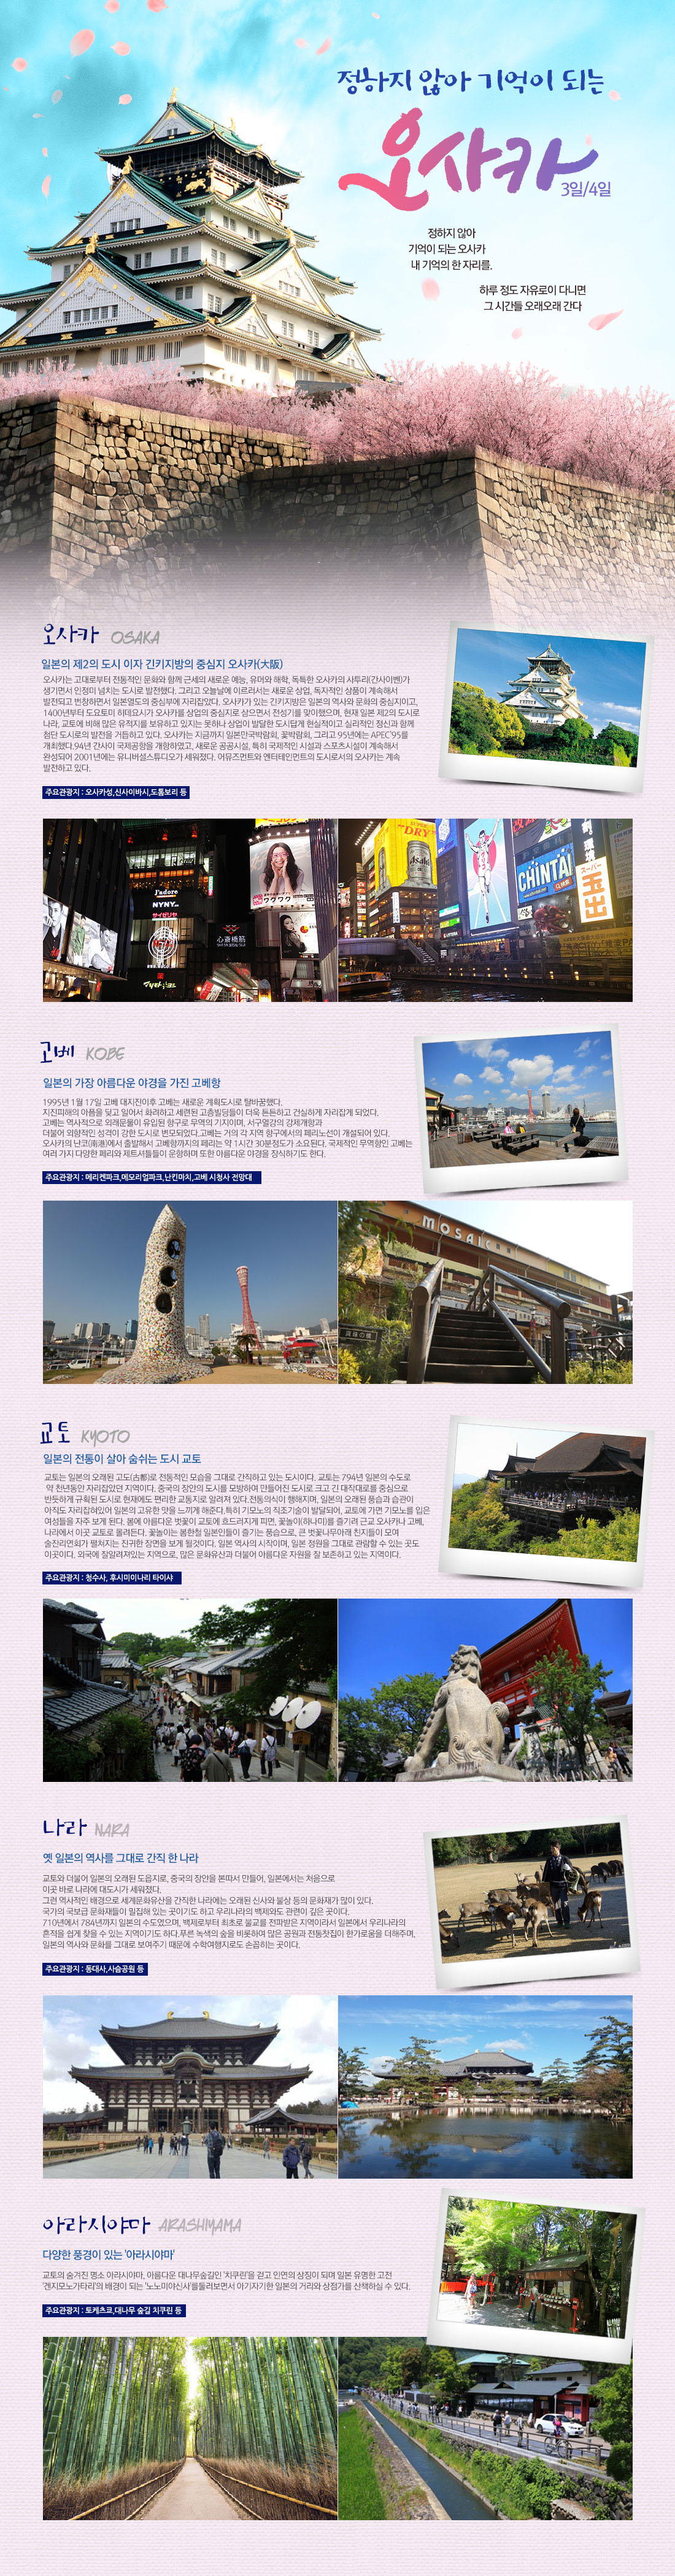 정하지 않아 기억이 되는
오사카
3일/4일
정하지 않아
기억이 되는 오사카
내 기억의 한 자리를.
하루 정도 자유로이 다니면
그 시간들 오래오래 간다
오사카 OSAKA
일본의 제2의 도시 이자 긴키지방의 중심지 오사카(大阪)
오사카는 고대로부터 전통적인 문화와 함께 근세의 새로운 예능, 유머와 해학, 독특한 오사카의 사투리(간사이벤)가
생기면서 인정미 넘치는 도시로 발전했다. 그리고 오늘날에 이르러서는 새로운 상업, 독자적인 상품이 계속해서
발전되고 번창하면서 일본열도의 중심부에 자리잡았다. 오사카가 있는 긴키지방은 일본의 역사와 문화의 중심지이고,
1400년부터 도요토미 히데요시가 오사카를 상업의 중심지로 삼으면서 전성기를 맞이했으며, 현재 일본 제2의 도시로
나라, 교토에 비해 많은 유적지를 보유하고 있지는 못하나 상업이 발달한 도시답게 현실적이고 실리적인 정신과 함께
첨단 도시로의 발전을 거듭하고 있다. 오사카는 지금까지 일본만국박람회, 꽃박람회, 그리고 95년에는 APEC'95를
개최했다.94년 간사이 국제공항을 개항하였고, 새로운 공공시설, 특히 국제적인 시설과 스포츠시설이 계속해서
완성되어 2001년에는 유니버설스튜디오가 세워졌다. 어뮤즈먼트와 엔터테인먼트의 도시로서의 오사카는 계속
발전하고 있다.
주요관광지 : 오사카성,신사이바시,도톰보리 등
J'adore
NYNY
サイゼリヤ
心斎橋筋
DRY
Asahi
CHINTAI
スーパー
玉出
고베 KOBE
일본의 가장 아름다운 야경을 가진 고베항
1995년 1월 17일 고베 대지진이후 고베는 새로운 계획도시로 탈바꿈했다.
지진피해의 아픔을 딪고 일어서 화려하고 세련된 고층빌딩들이 더욱 튼튼하고 건실하게 자리잡게 되었다.
고베는 역사적으로 외래문물이 유입된 항구로 무역의 기지이며, 서구열강의 강제개항과
더불어 외향적인 성격이 강한 도시로 변모되었다.고베는 거의 각 지역 항구에서의 페리노선이 개설되어 있다.
오사카의 난코(南港)에서 출발해서 고베항까지의 페리는 약 1시간 30분정도가 소요된다. 국제적인 무역항인 고베는
여러 가지 다양한 페리와 제트셔틀들이 운항하며 또한 아름다운 야경을 장식하기도 한다.
주요관광지 : 메리켄파크,메모리얼파크,난킨마치,고베 시청사 전망대
MOSAIC
교토 KYOTO
일본의 전통이 살아 숨쉬는 도시 교토
교토는 일본의 오래된 고도(古都)로 전통적인 모습을 그대로 간직하고 있는 도시이다. 교토는 794년 일본의 수도로
약 천년동안 자리잡았던 지역이다. 중국의 장안의 도시를 모방하여 만들어진 도시로 크고 긴 대작대로를 중심으로
반듯하게 규획된 도시로 현재에도 편리한 교통지로 알려져 있다.전통의식이 행해지며, 일본의 오래된 풍습과 습관이
아직도 자리잡혀있어 일본의 고유한 맛을 느끼게 해준다.특히 기모노의 직조기술이 발달되어, 교토에 가면 기모노를 입은
여성들을 자주 보게 된다. 봄에 아름다운 벚꽃이 교토에 흐드러지게 피면, 꽃놀이(하나미)를 즐기려 근교 오사카나 고베,
나라에서 이곳 교토로 몰려든다. 꽃놀이는 봄한철 일본인들이 즐기는 풍습으로, 큰 벚꽃나무아래 친지들이 모여
술잔리연회가 펼쳐지는 진귀한 장면을 보게 될것이다. 일본 역사의 시작이며, 일본 정원을 그대로 관람할 수 있는 곳도
이곳이다. 외국에 잘알려져있는 지역으로, 많은 문화유산과 더불어 아름다운 자원을 잘 보존하고 있는 지역이다.
주요관광지 : 청수사, 후시미이나리 타이샤
나라 NARA
옛 일본의 역사를 그대로 간직 한 나라
교토와 더불어 일본의 오래된 도읍지로, 중국의 장안을 본따서 만들어, 일본에서는 처음으로
이곳 바로 나라에 대도시가 세워졌다.
그런 역사적인 배경으로 세계문화유산을 간직한 나라에는 오래된 신사와 불상 등의 문화재가 많이 있다.
국가의 국보급 문화재들이 밀집해 있는 곳이기도 하고 우리나라의 백제와도 관련이 깊은 곳이다.
710년에서 784년까지 일본의 수도였으며, 백제로부터 최초로 불교를 전파받은 지역이라서 일본에서 우리나라의
흔적을 쉽게 찾을 수 있는 지역이기도 하다.푸른 녹색의 숲을 비롯하여 많은 공원과 전통찻집이 한가로움을 더해주며,
일본의 역사와 문화를 그대로 보여주기 때문에 수학여행지로도 손꼽히는 곳이다.
주요관광지 : 동대사,사슴공원 등
아라시야마 ARASHIYAMA
다양한 풍경이 있는 '아라시야마'
교토의 숨겨진 명소 아라시야마, 아름다운 대나무숲길인 '치쿠린'을 걷고 인연의 상징이 되며 일본 유명한 고전
'겐지모노가타리'의 배경이 되는 '노노미야신사'를둘러보면서 아기자기한 일본의 거리와 상점가를 산책하실 수 있다.
주요관광지 : 토케츠쿄,대나무 숲길 치쿠린 등